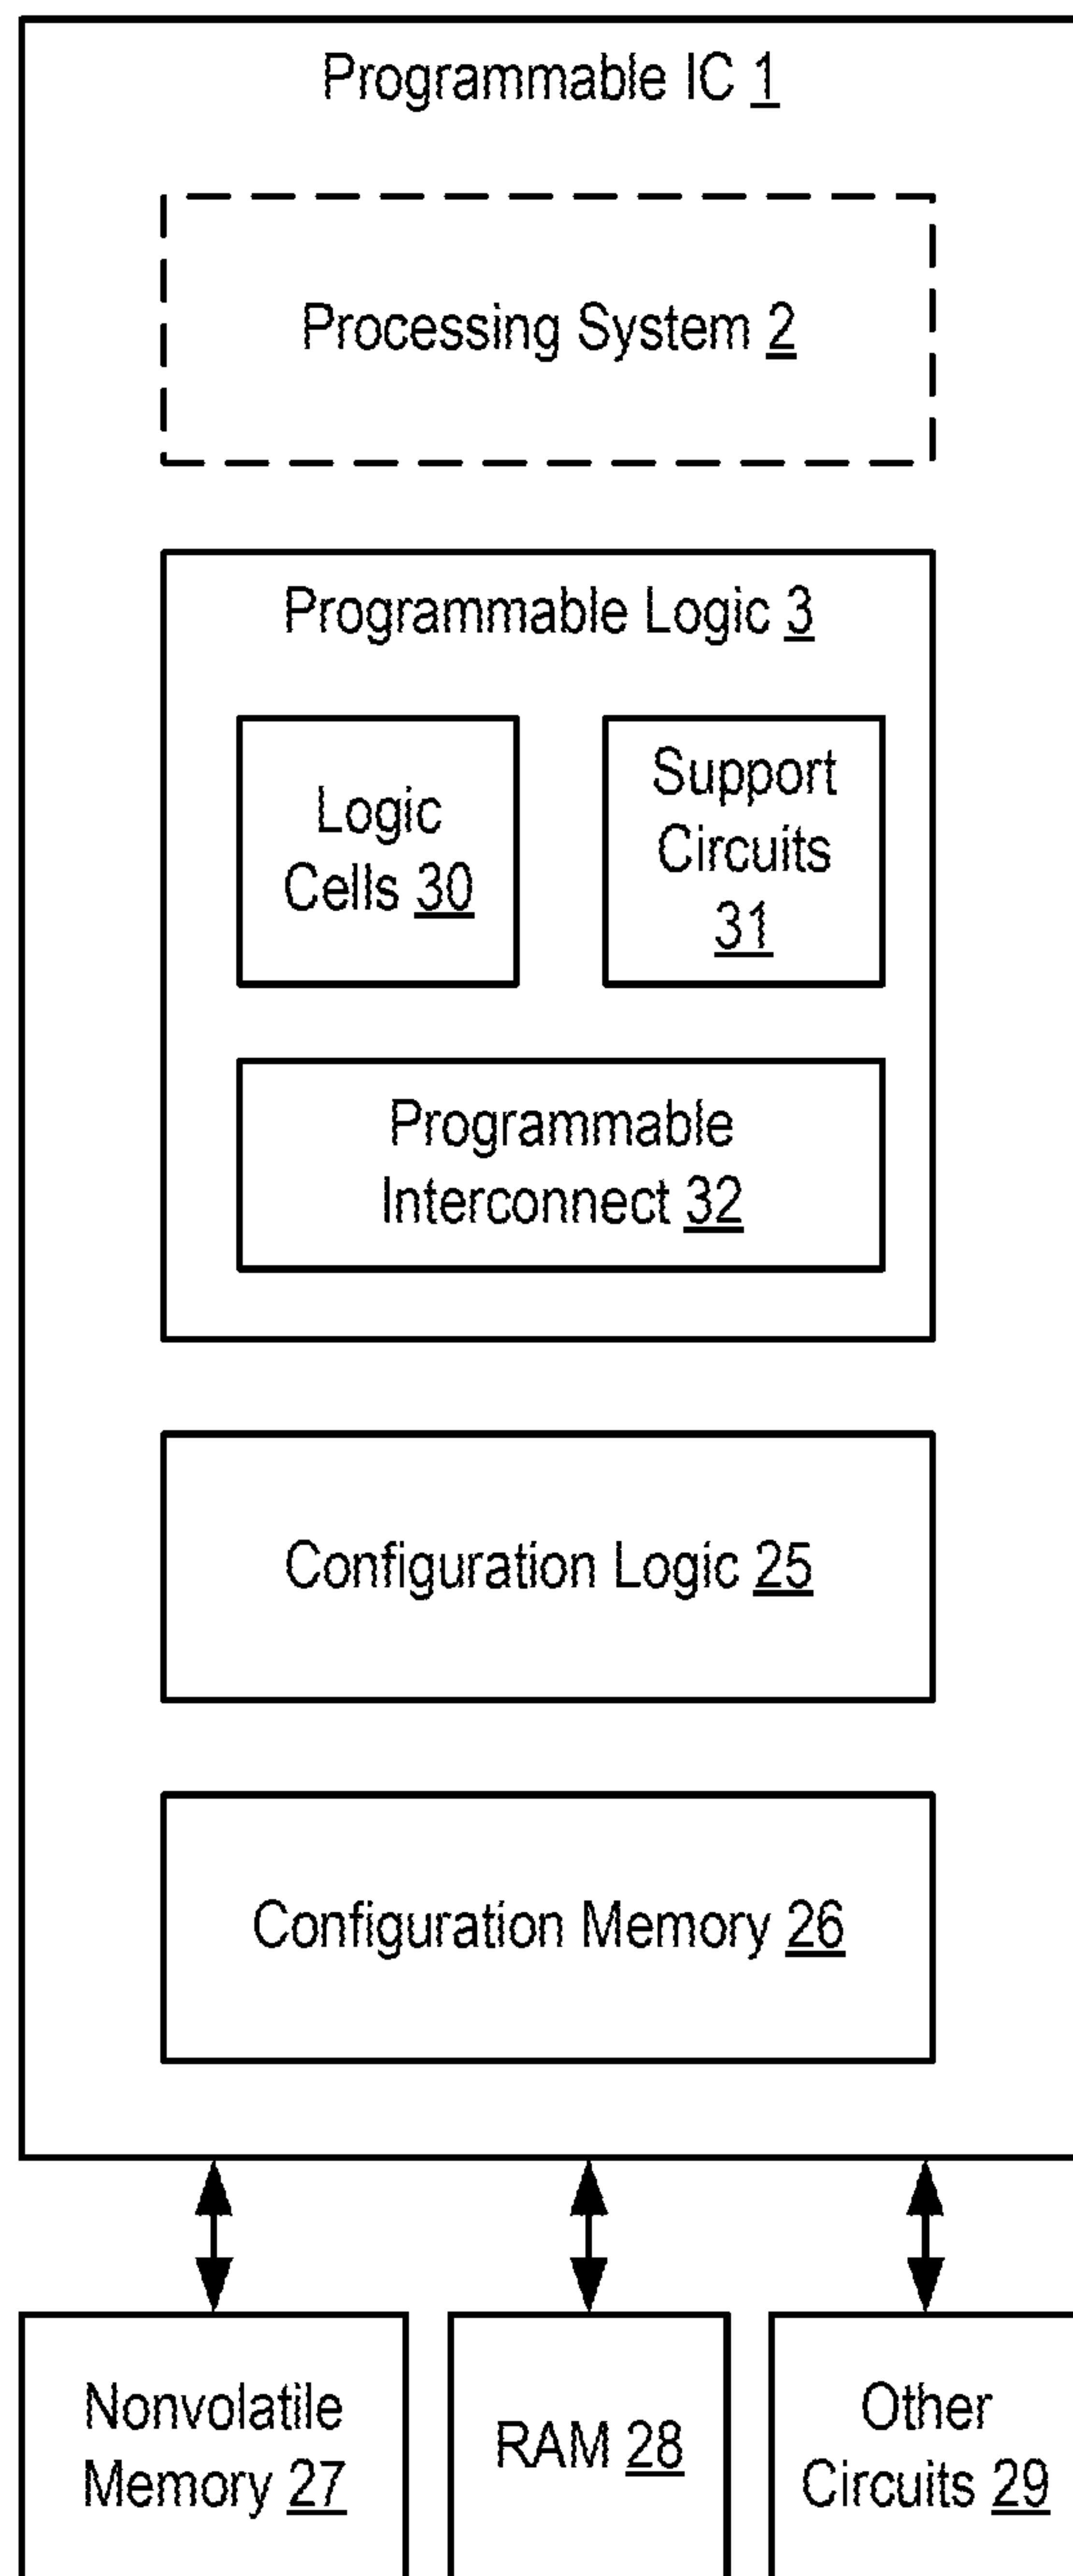 Programmable IC 1
Processing System 2
Programmable Logic 3
Logic
Cells 30
Support
Circuits
31
Programmable
Interconnect 32
Configuration Logic 25
Configuration Memory 26
Nonvolatile
Memory 27
RAM 28
Other
Circuits 29